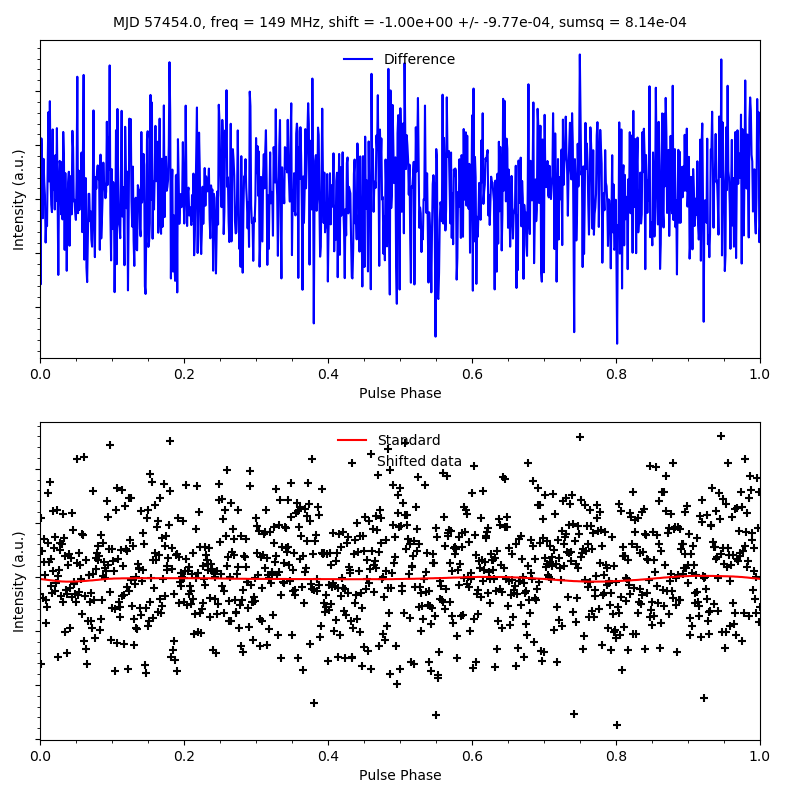 MJD 57454.0, freq = 149 MHz, shift = -1.00e+00 +/- -9.77e-04, sumsq = 8.14e-04
Difference
Intensity (a.u.)
0.0 0.2 0.4 0.6 0.8 1.0
Pulse Phase
Standard
Shifted data
Intensity (a.u.)
0.0 0.2 0.4 0.6 0.8 1.0
Pulse Phase